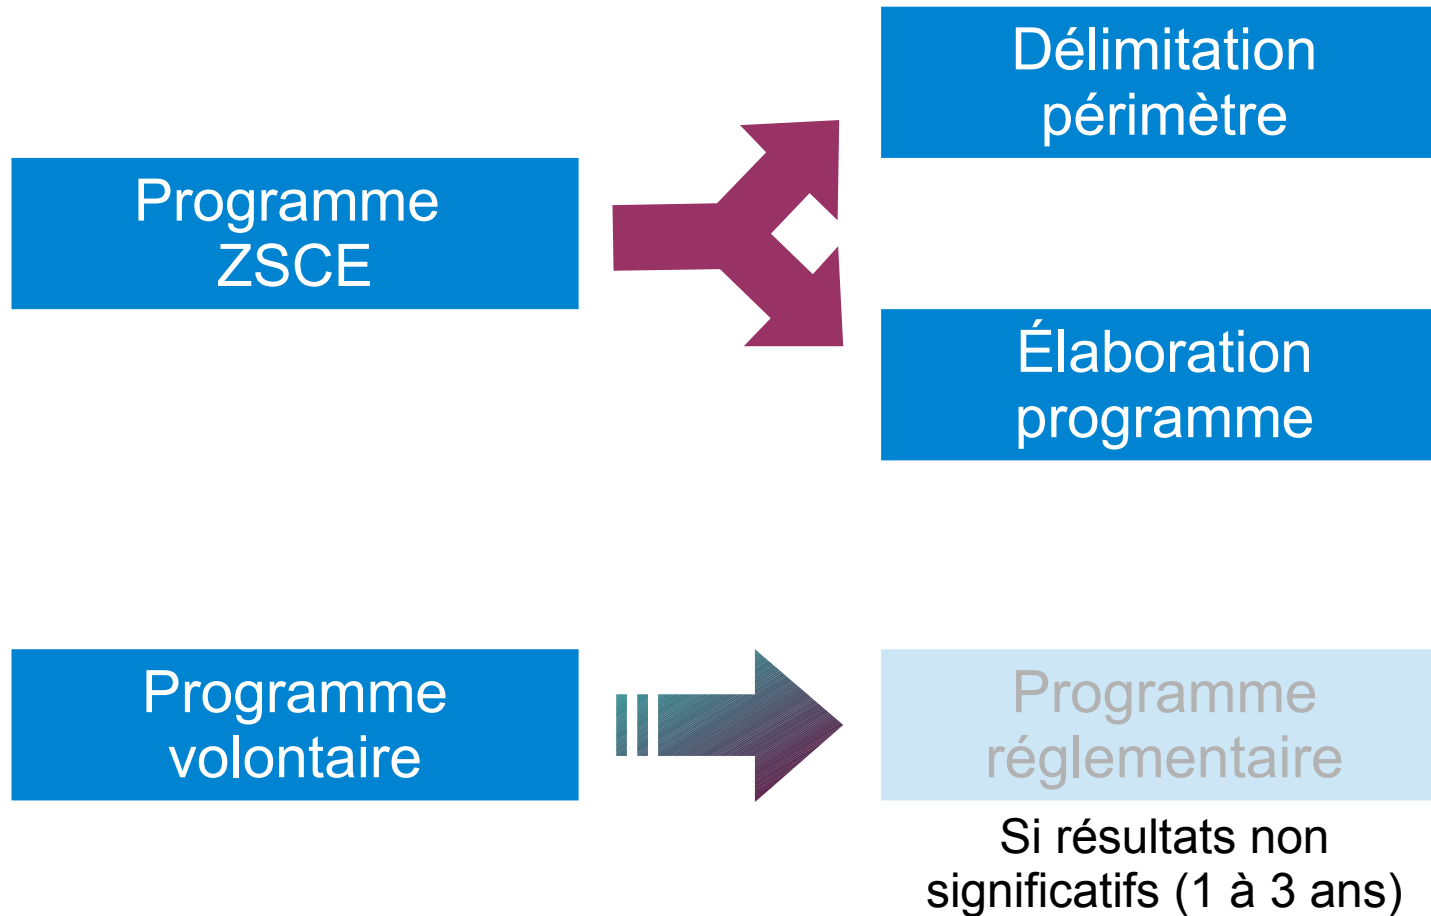 Délimitation
périmètre
Programme
ZSCE
Élaboration
programme
Programme
volontaire
Programme
réglementaire
Si résultats non
significatifs (1 à 3 ans)